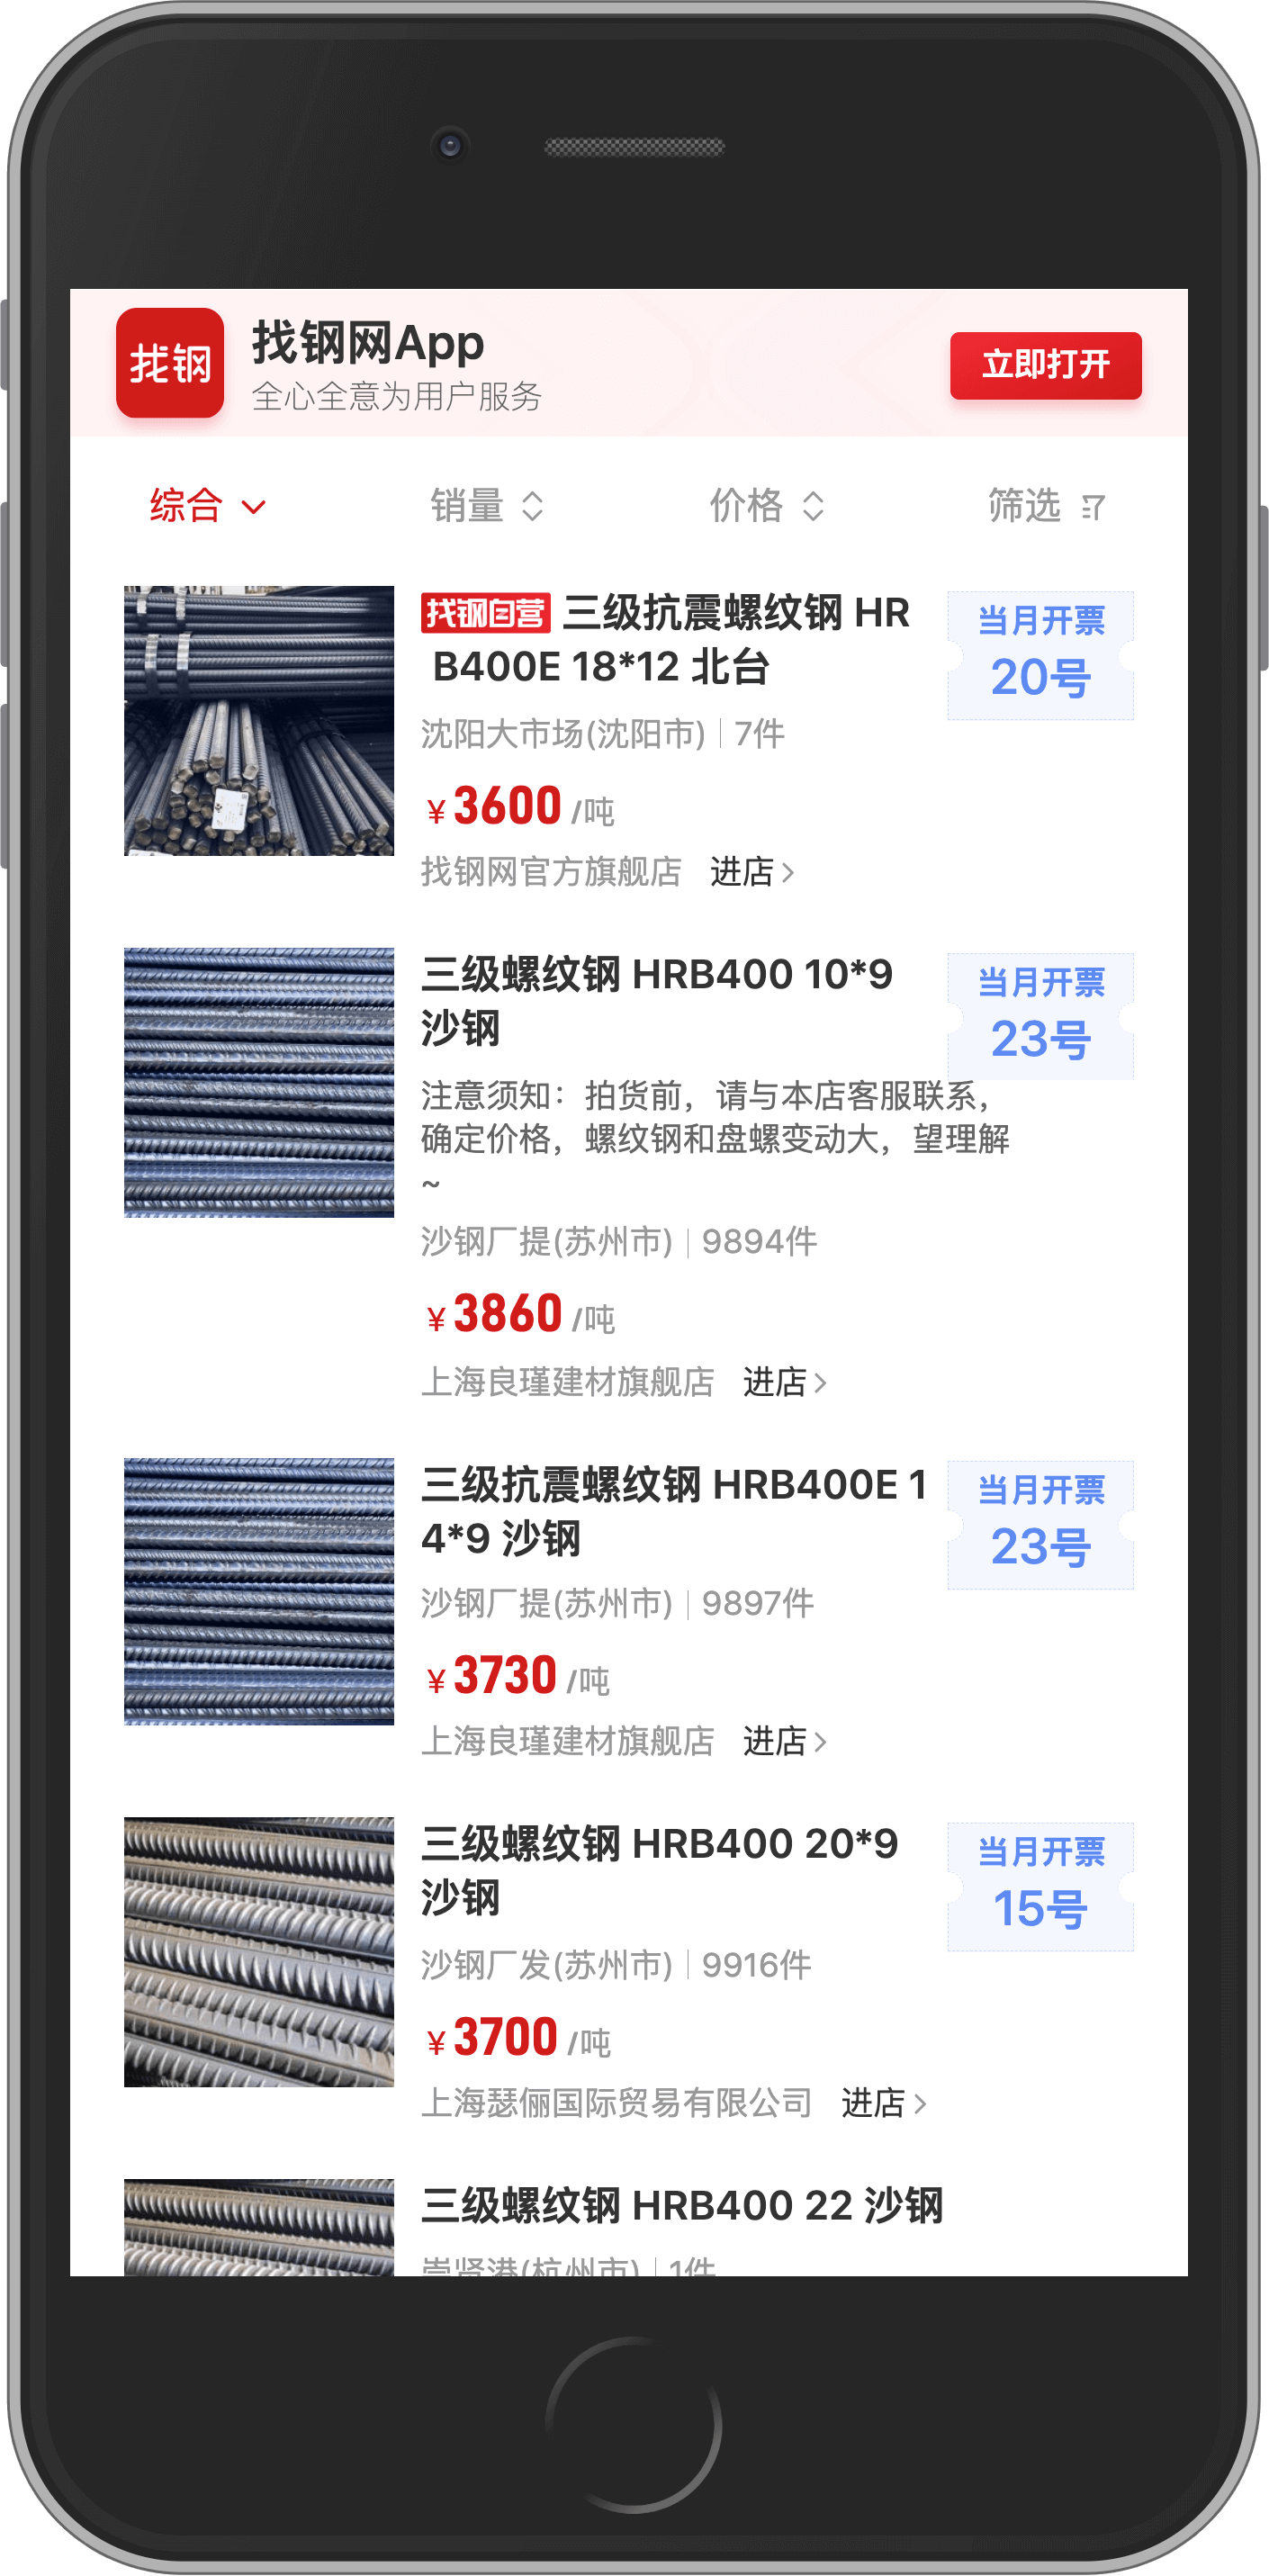 找钢
找钢网App
全心全意为用户服务
立即打开
综合
销量
价格
筛选
找钢自营 三级抗震螺纹钢 HR
B400E 18*12 北台
当月开票
20号
沈阳大市场(沈阳市) | 7件
¥3600/吨
找钢网官方旗舰店 进店
三级螺纹钢 HRB400 10*9
沙钢
当月开票
23号
注意须知：拍货前，请与本店客服联系，
确定价格，螺纹钢和盘螺变动大，望理解
~
沙钢厂提(苏州市) | 9894件
¥3860/吨
上海良瑾建材旗舰店 进店
三级抗震螺纹钢 HRB400E 1
4*9 沙钢
当月开票
23号
沙钢厂提(苏州市) | 9897件
¥3730/吨
上海良瑾建材旗舰店 进店
三级螺纹钢 HRB400 20*9
沙钢
当月开票
15号
沙钢厂发(苏州市) | 9916件
¥3700/吨
上海瑟俪国际贸易有限公司 进店
三级螺纹钢 HRB400 22 沙钢
崇贤港(杭州市) | 1件